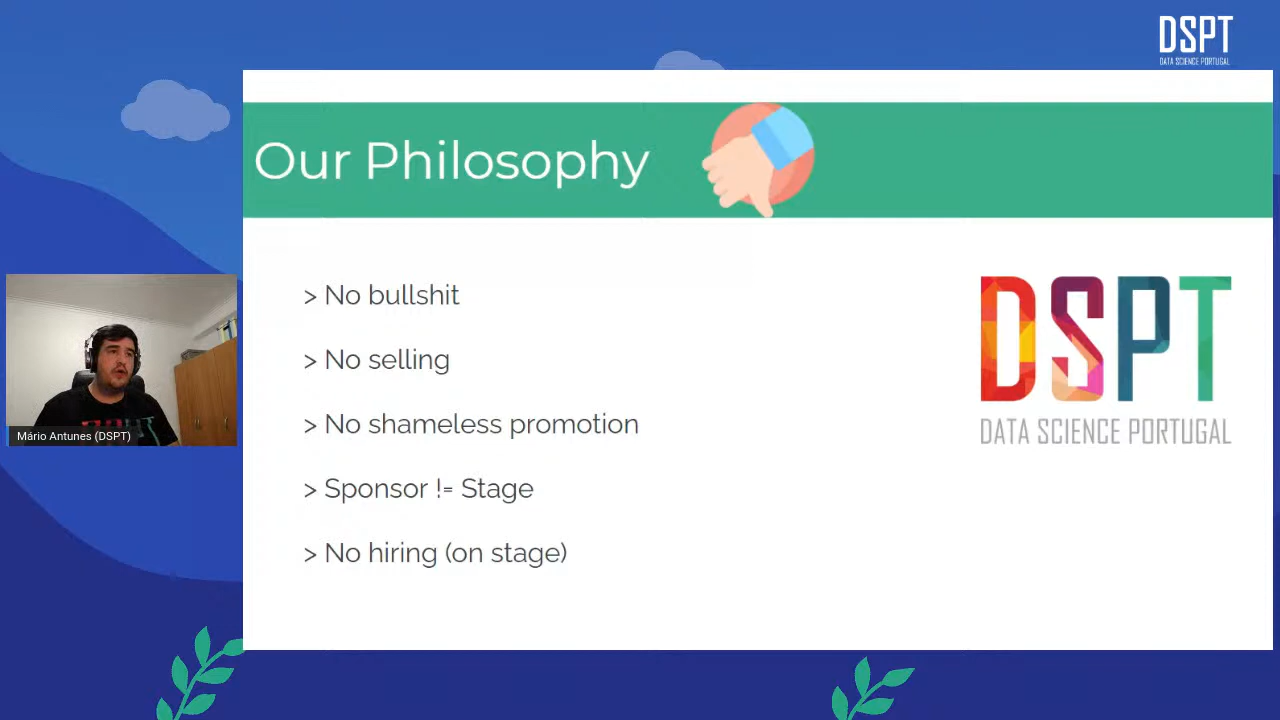 DSPT
DATA SCIENCE PORTUGAL
Our Philosophy
> No bullshit
> No selling
> No shameless promotion
> Sponsor != Stage
> No hiring (on stage)
DSPT
DATA SCIENCE PORTUGAL
Mário Antunes (DSPT)